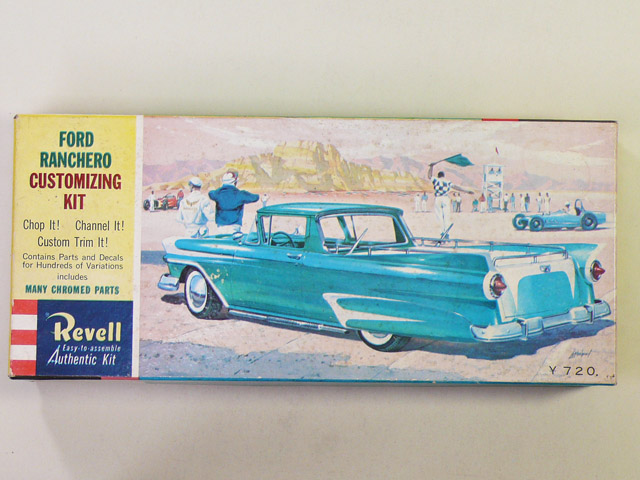 FORD
RANCHERO
CUSTOMIZING
KIT
Chop It! Channel It!
Custom Trim It!
Contains Parts and Decals
for Hundreds of Variations
includes
MANY CHROMED PARTS
Revell
Easy-to-assemble
Authentic Kit
Y 720.